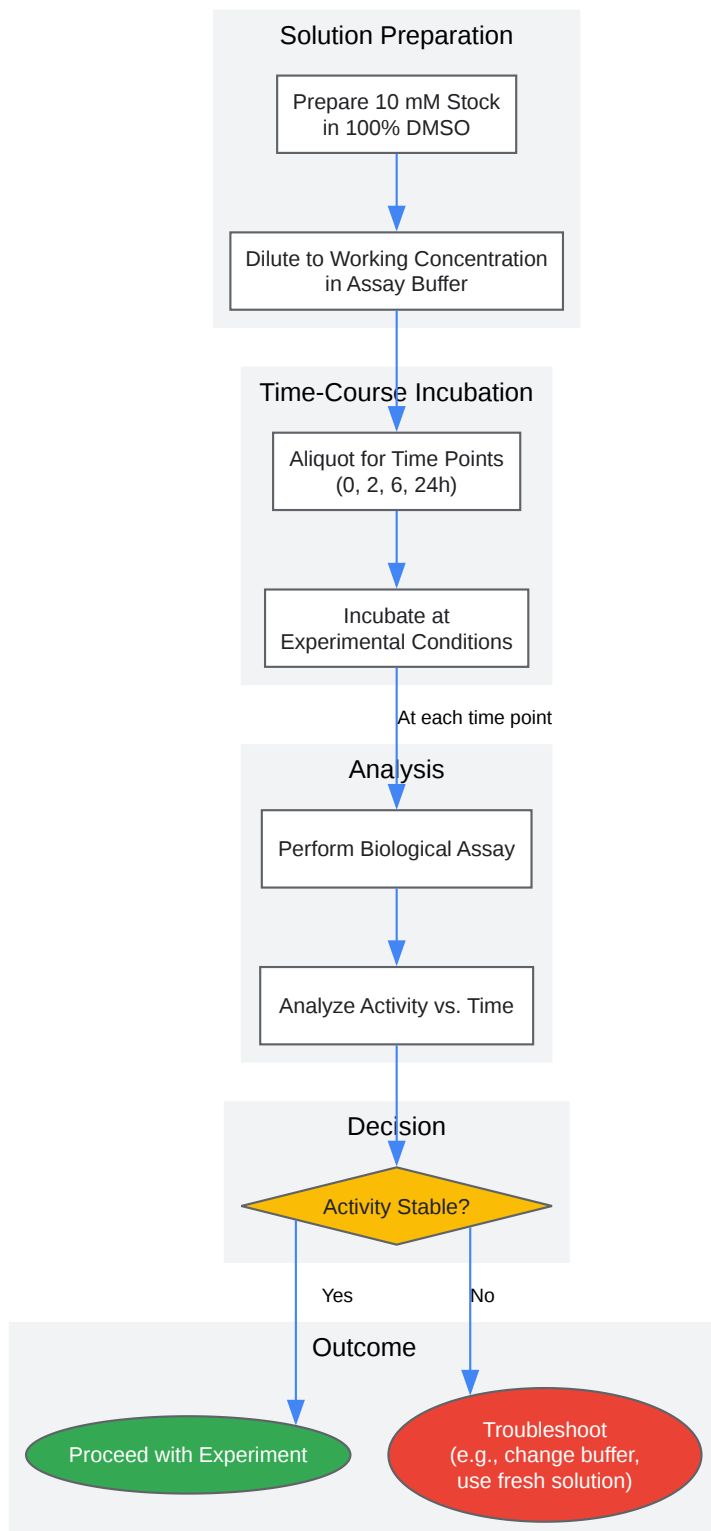 Solution Preparation
Prepare 10 mM Stock
in 100% DMSO
Dilute to Working Concentration
in Assay Buffer
Time-Course Incubation
Aliquot for Time Points
(0, 2, 6, 24h)
Incubate at
Experimental Conditions
At each time point
Analysis
Perform Biological Assay
Analyze Activity vs. Time
Decision
Activity Stable?
Yes
No
Outcome
Proceed with Experiment
Troubleshoot
(e.g., change buffer,
use fresh solution)